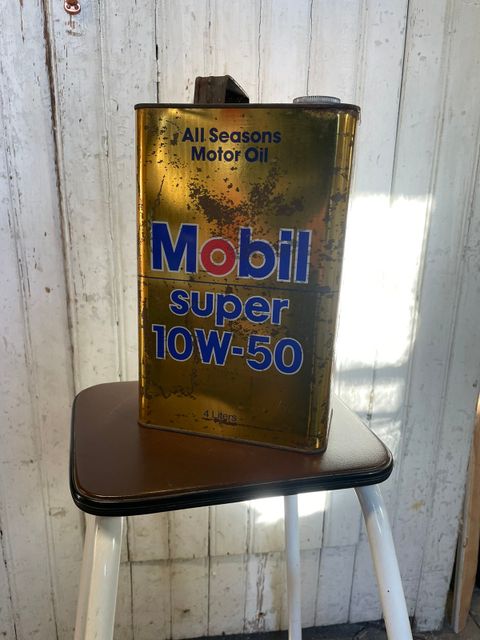 All Seasons
Motor Oil
Mobil
super
10W-50
4 Liters